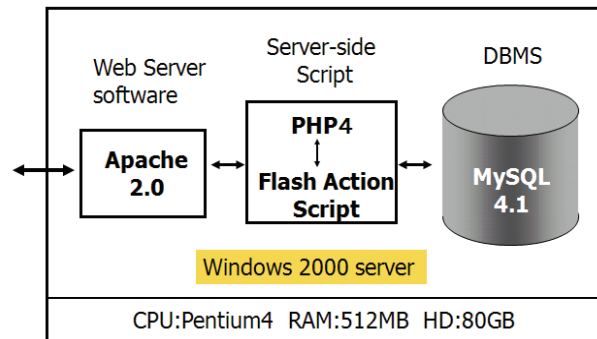 Web Server
software
Server-side
Script
DBMS
Apache
2.0
PHP4
Flash Action
Script
MySQL
4.1
Windows 2000 server
CPU:Pentium4 RAM:512MB HD:80GB